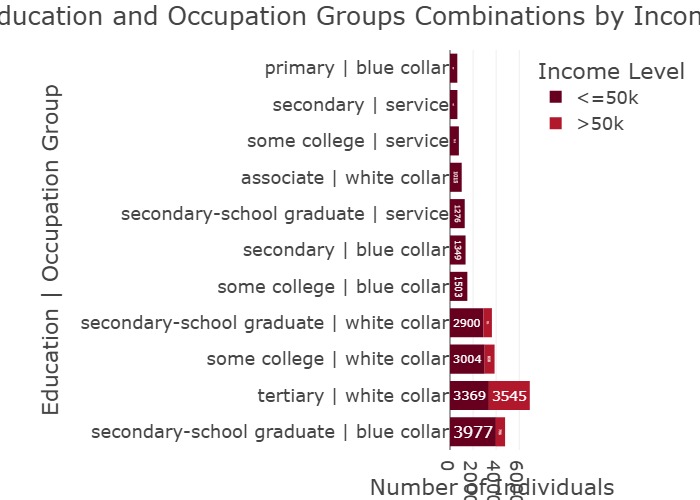 ducation and Occupation Groups Combinations by Incom
Income Level
<=50k
>50k
Education | Occupation Group
primary | blue collar
secondary | service
some college | service
associate | white collar
secondary-school graduate | service 1276
secondary | blue collar 1349
some college | blue collar 1503
secondary-school graduate | white collar 2900
some college | white collar 3004
tertiary | white collar 3369 3545
secondary-school graduate | blue collar 3977
0 2000 4000 6000
Number of Individuals